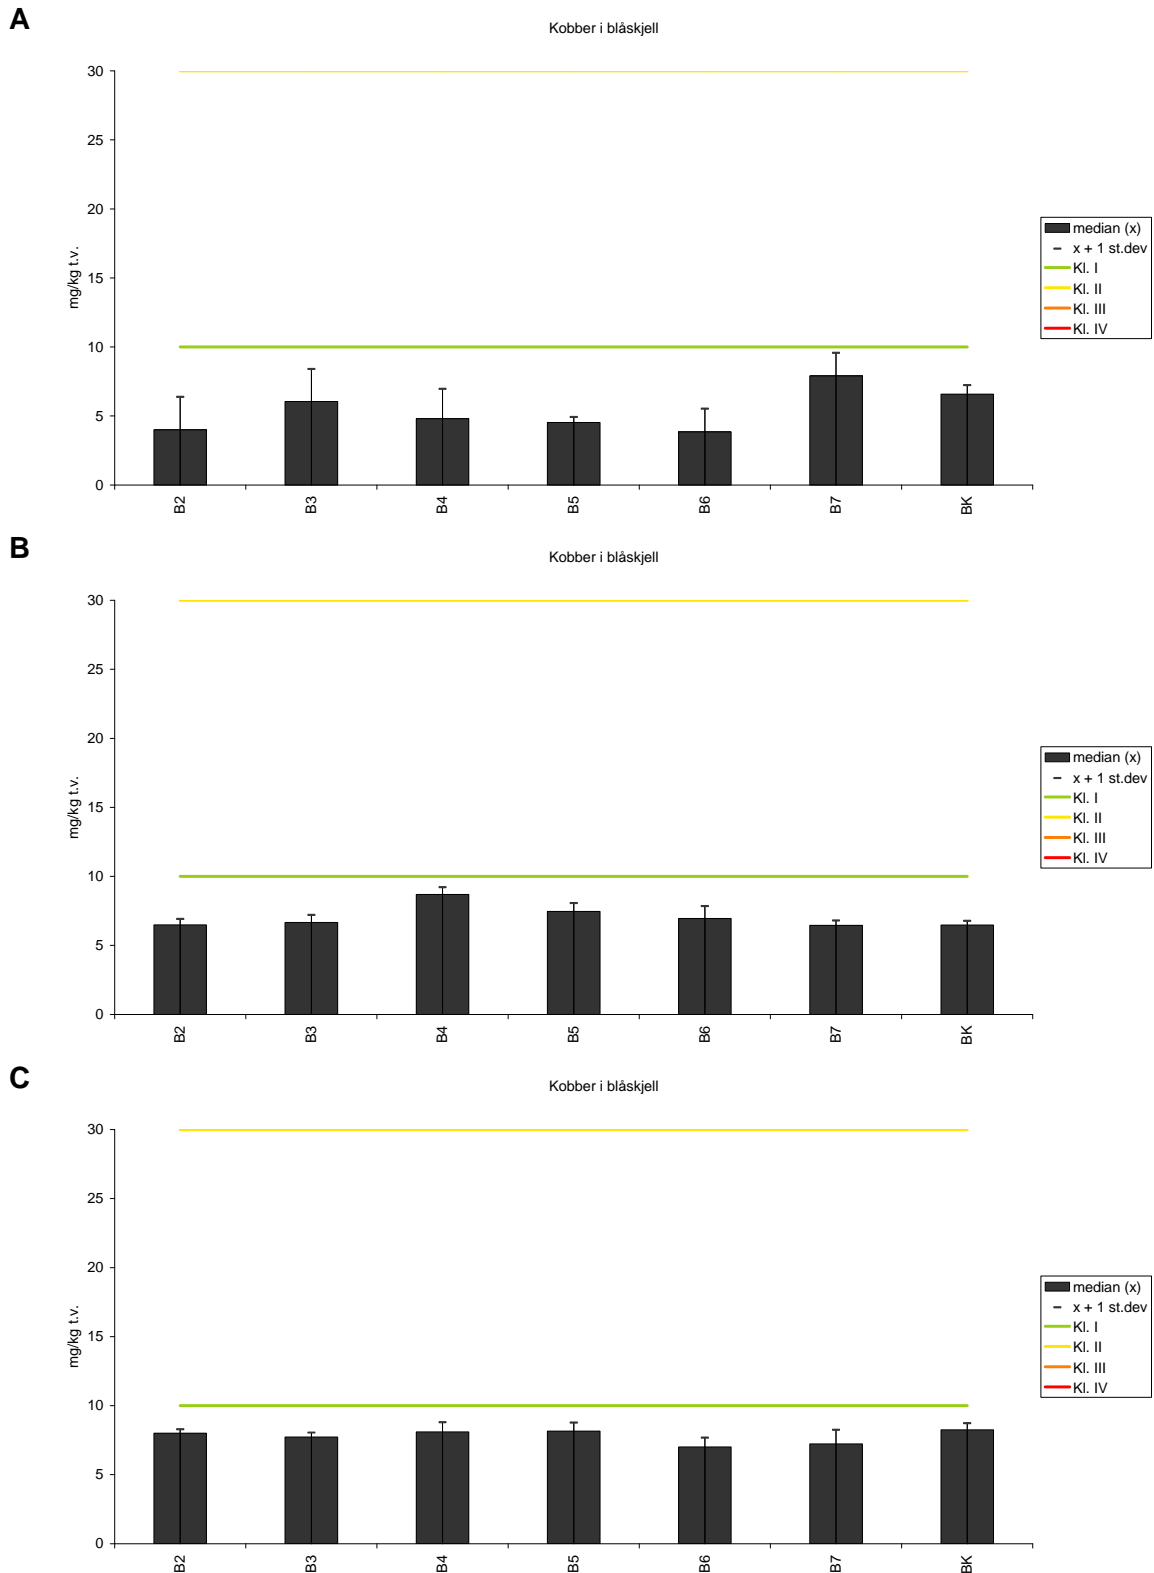 A
Kobber i blåskjell
30
25
20
15
10
5
0
mg/kg t.v.
B2
B3
B4
B5
B6
B7
BK
median (x)
x + 1 st.dev
Kl. I
Kl. II
Kl. III
Kl. IV
B
Kobber i blåskjell
30
25
20
15
10
5
0
mg/kg t.v.
B2
B3
B4
B5
B6
B7
BK
median (x)
x + 1 st.dev
Kl. I
Kl. II
Kl. III
Kl. IV
C
Kobber i blåskjell
30
25
20
15
10
5
0
mg/kg t.v.
B2
B3
B4
B5
B6
B7
BK
median (x)
x + 1 st.dev
Kl. I
Kl. II
Kl. III
Kl. IV